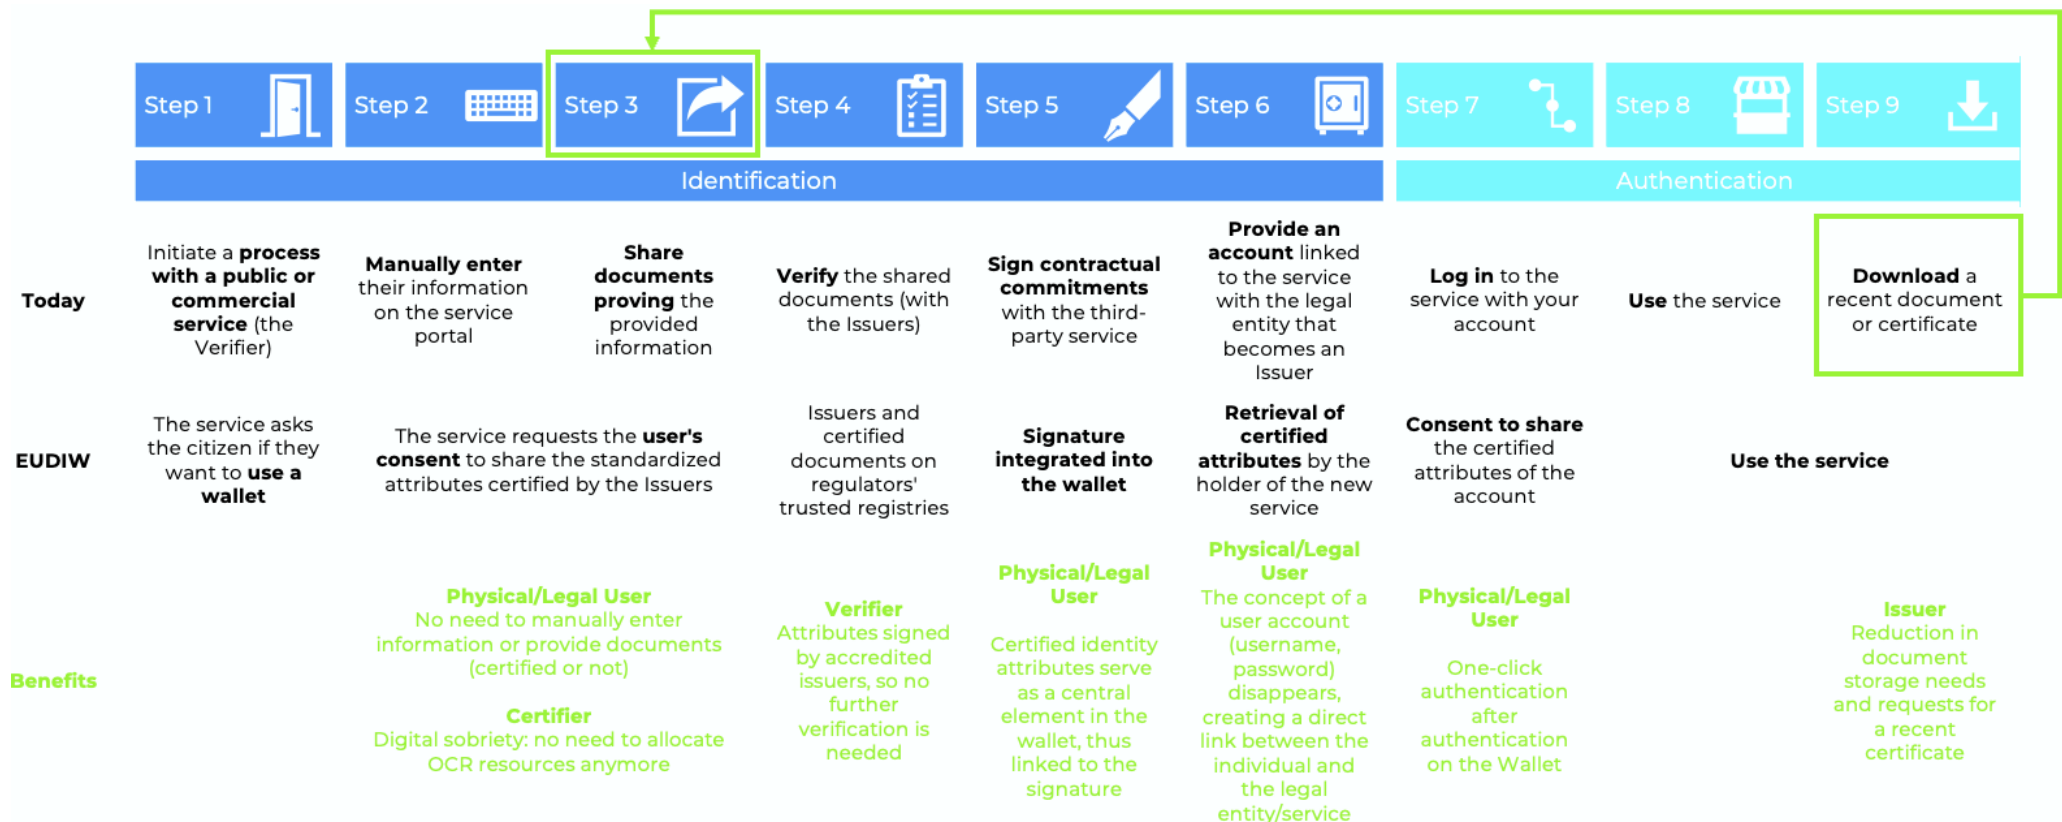 Step 1
Step 2
Step 3
Step 4
Step 5
Step 6
Step 7
Step 8
Step 9
Identification
Authentication
Today
Initiate a process
with a public or
commercial
service (the
Verifier)
Manually enter
their information
on the service
portal
Share
documents
proving the
provided
information
Verify the shared
documents (with
the Issuers)
Sign contractual
commitments
with the third-
party service
Provide an
account linked
to the service
with the legal
entity that
becomes an
Issuer
Log in to the
service with your
account
Use the service
Download a
recent document
or certificate
EUDIW
The service asks
the citizen if they
want to use a
wallet
The service requests the user's
consent to share the standardized
attributes certified by the Issuers
Issuers and
certified
documents on
regulators'
trusted registries
Signature
integrated into
the wallet
Retrieval of
certified
attributes by the
holder of the new
service
Consent to share
the certified
attributes of the
account
Use the service
Benefits
Physical/Legal User
No need to manually enter
information or provide documents
(certified or not)
Certifier
Digital sobriety: no need to allocate
OCR resources anymore
Verifier
Attributes signed
by accredited
issuers, so no
further
verification is
needed
Physical/Legal
User
Certified identity
attributes serve
as a central
element in the
wallet, thus
linked to the
signature
Physical/Legal
User
The concept of a
user account
(username,
password)
disappears,
creating a direct
link between the
individual and
the legal
entity/service
Physical/Legal
User
One-click
authentication
after
authentication
on the Wallet
Issuer
Reduction in
document
storage needs
and requests for
a recent
certificate